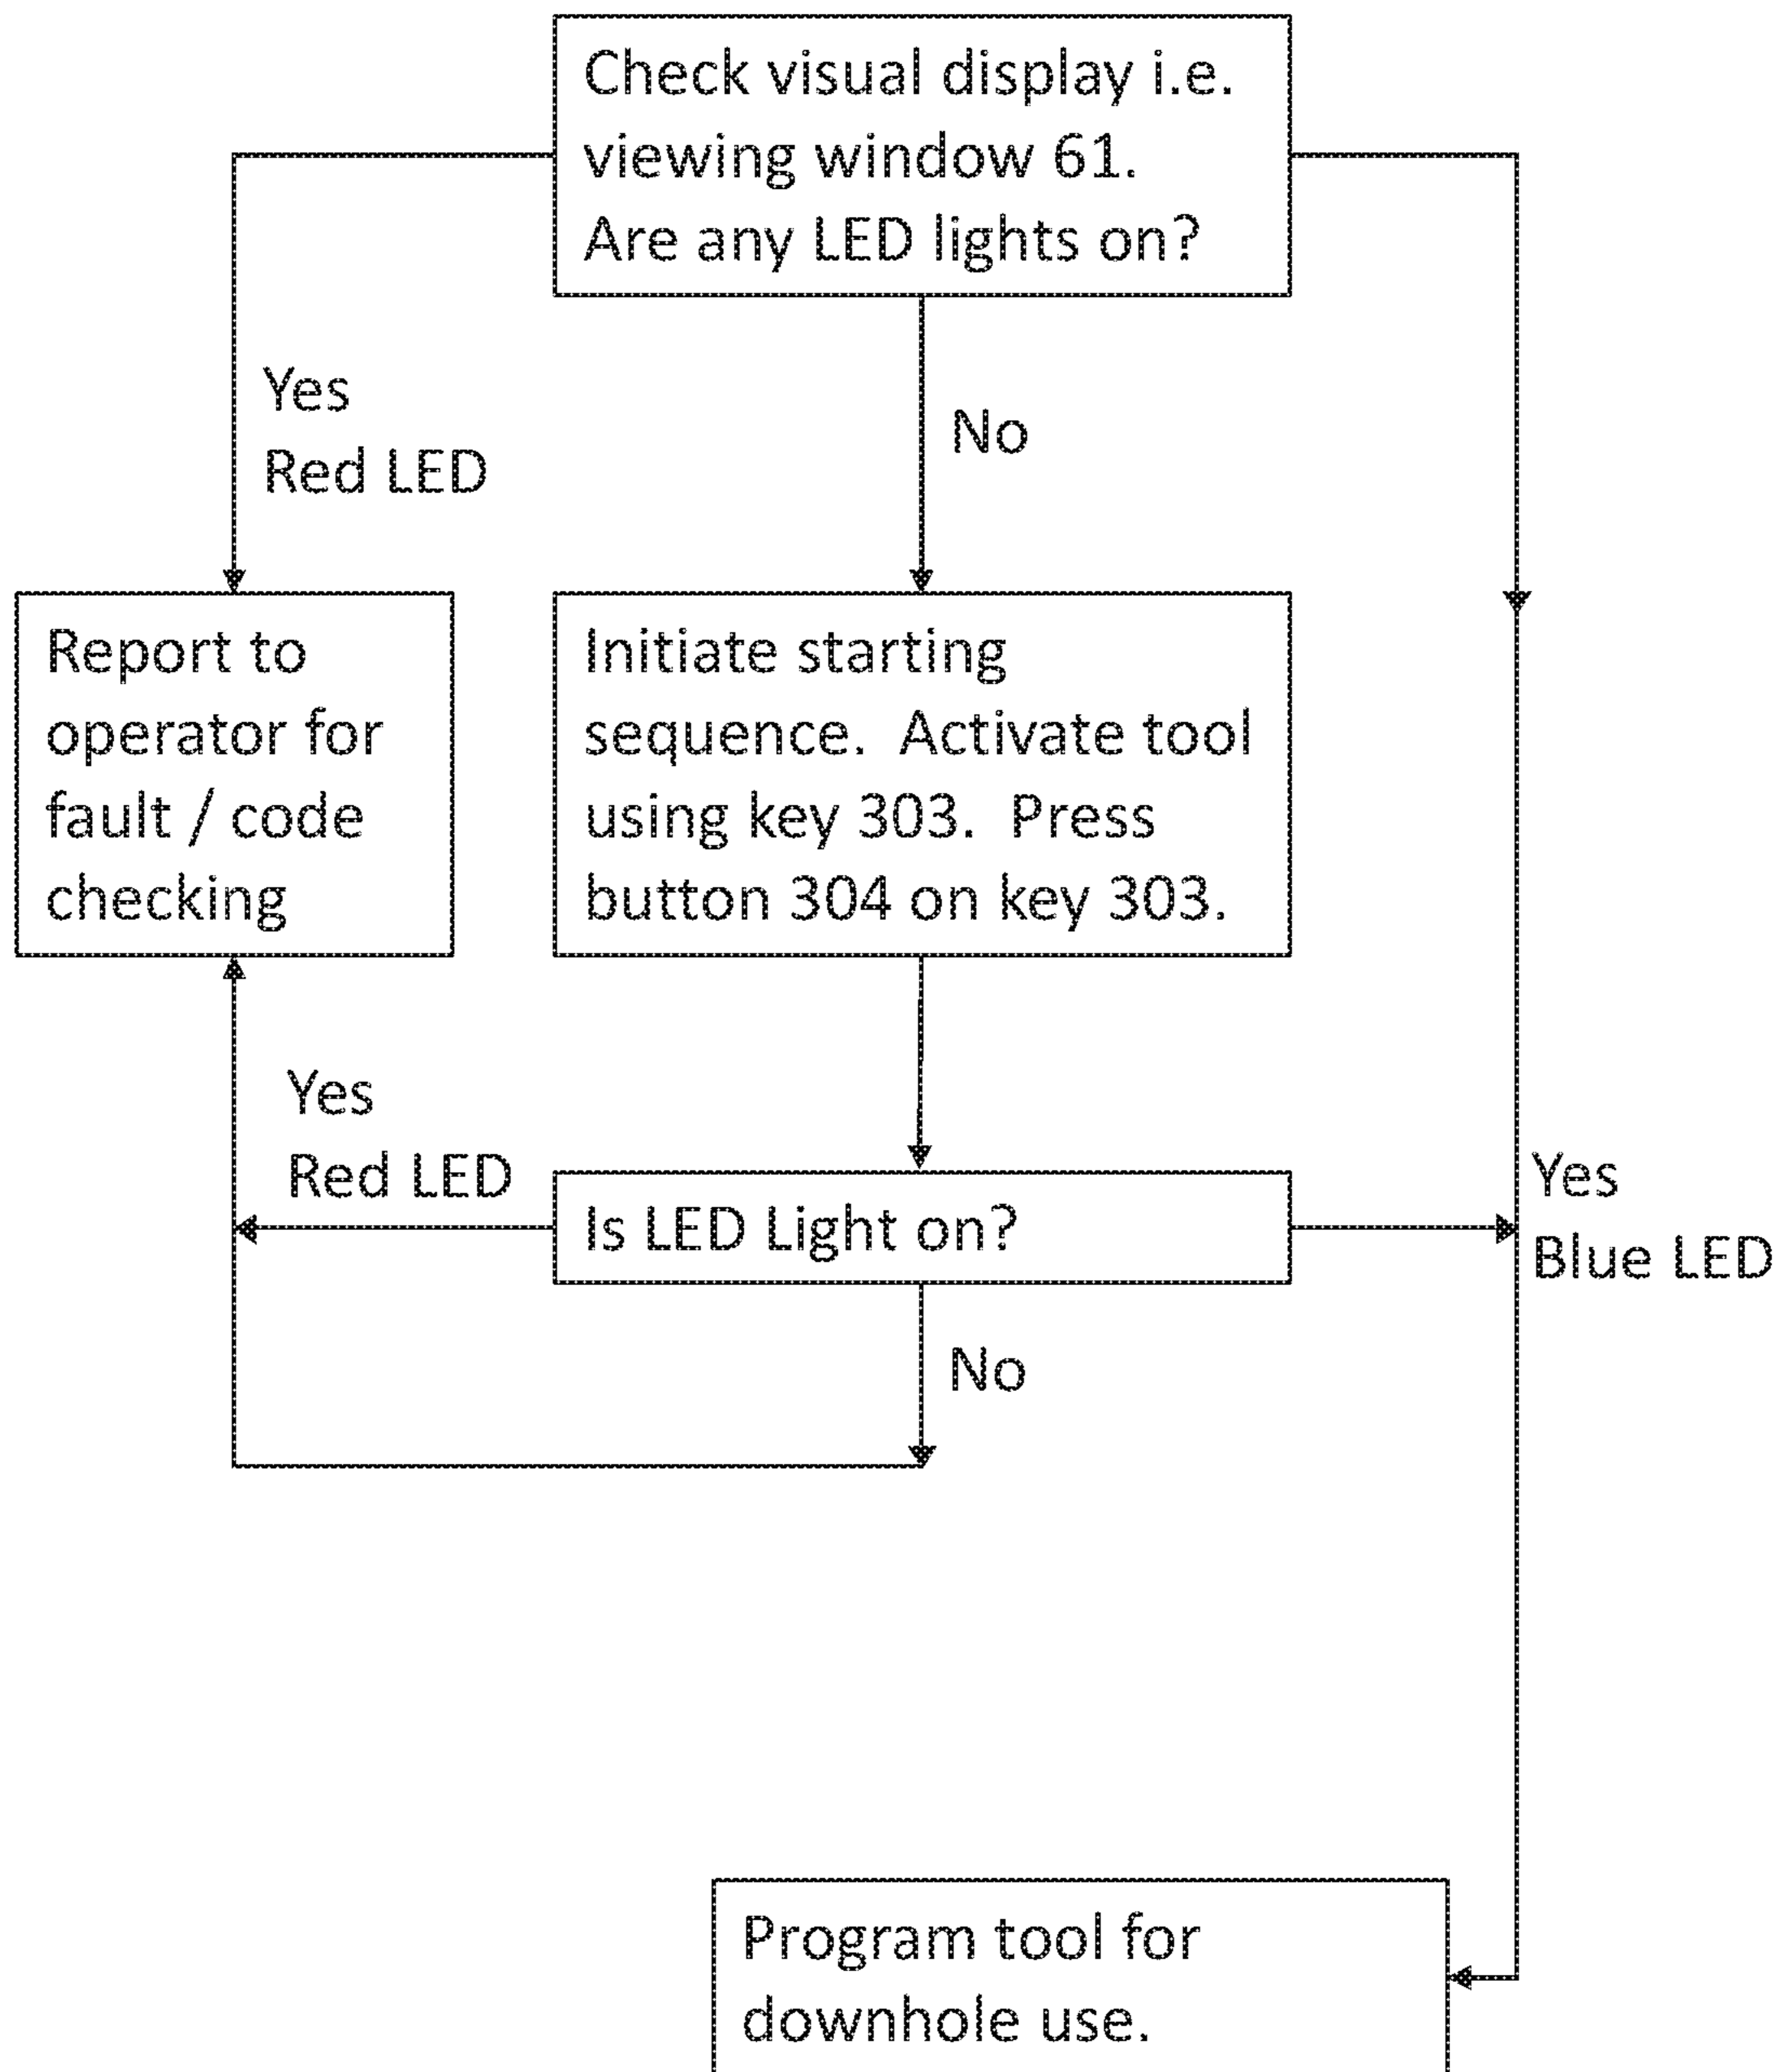 Check visual display i.e.
viewing window 61.
Are any LED lights on?
Yes
Red LED
No
Report to
operator for
fault / code
checking
Initiate starting
sequence.  Activate tool
using key 303.  Press
button 304 on key 303.
Yes
Red LED
Is LED Light on?
Yes
Blue LED
No
Program tool for
downhole use.